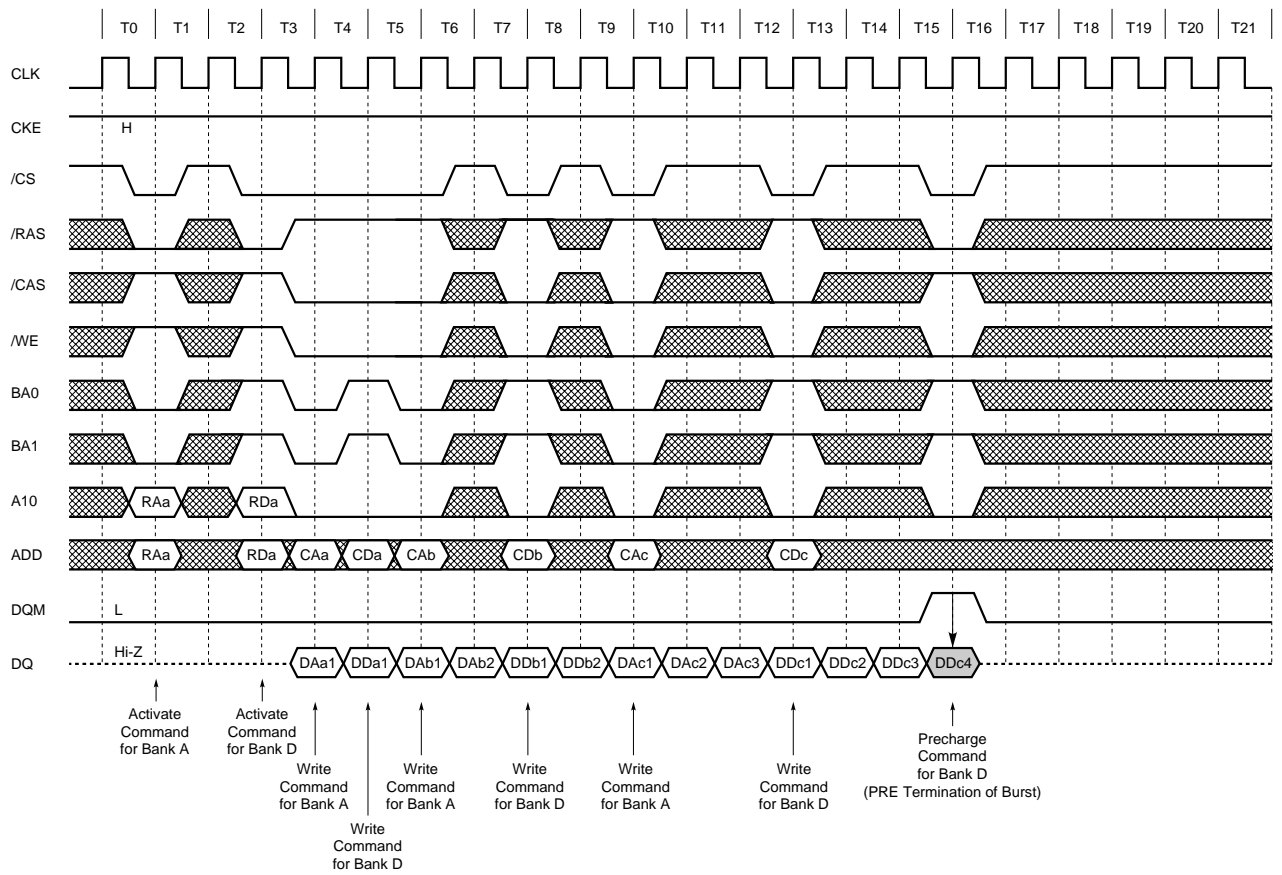 T0 T1 T2 T3 T4 T5 T6 T7 T8 T9 T10 T11 T12 T13 T14 T15 T16 T17 T18 T19 T20 T21
CLK
CKE H
/CS
/RAS
/CAS
/WE
BA0
BA1
A10 RAa RDa
ADD RAa RDa CAa CDa CAb CDb CAc CDc
DQM L
DQ Hi-Z DAa1 DDa1 DAb1 DAb2 DDb1 DDb2 DAc1 DAc2 DAc3 DDc1 DDc2 DDc3 DDc4
Activate
Command
for Bank A
Activate
Command
for Bank D
Write
Command
for Bank A
Write
Command
for Bank D
Write
Command
for Bank A
Write
Command
for Bank D
Write
Command
for Bank A
Write
Command
for Bank D
Precharge
Command
for Bank D
(PRE Termination of Burst)